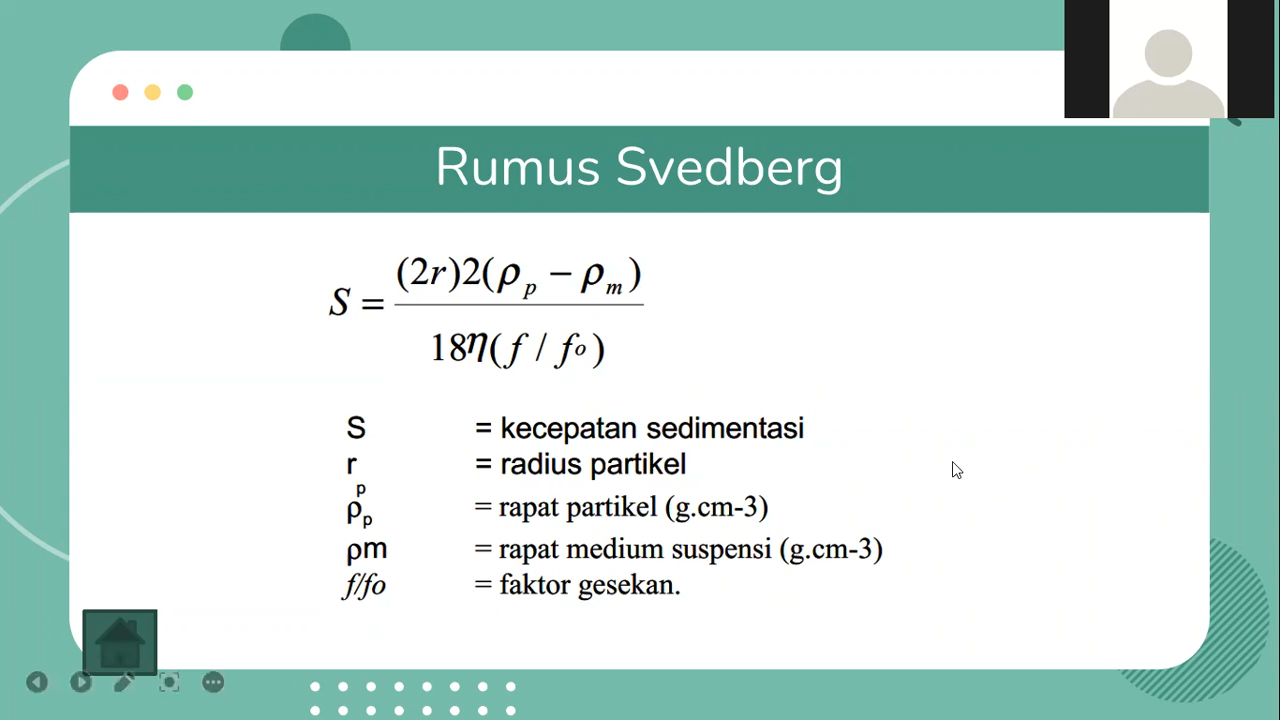 Rumus Svedberg
S = (2r)2(ρp − ρm) / 18η(f / fo)
S = kecepatan sedimentasi
r = radius partikel
p
ρp = rapat partikel (g.cm-3)
ρm = rapat medium suspensi (g.cm-3)
f/fo = faktor gesekan.